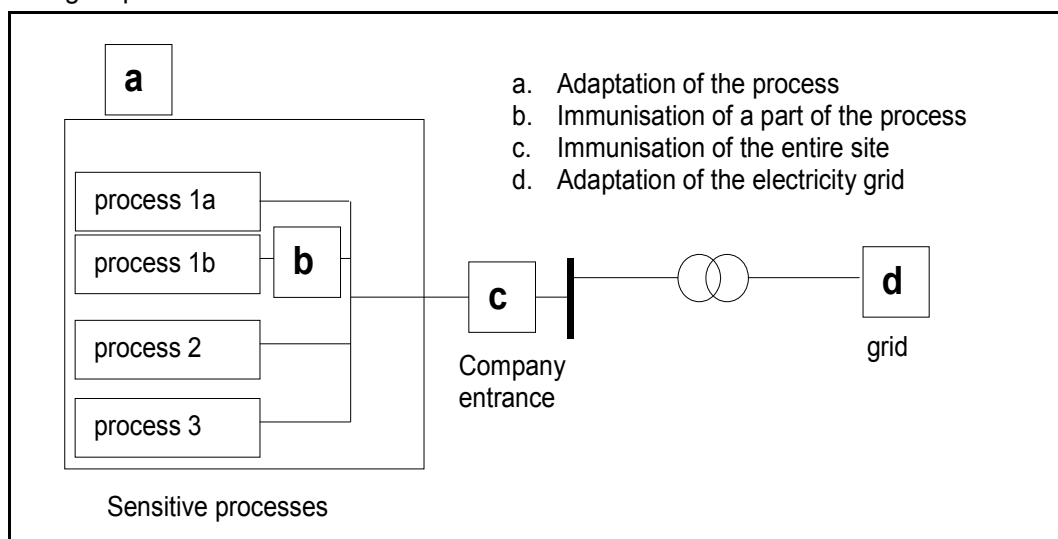 a
a. Adaptation of the process
b. Immunisation of a part of the process
c. Immunisation of the entire site
d. Adaptation of the electricity grid
process 1a
process 1b
b
process 2
process 3
Sensitive processes
c
Company
entrance
d
grid